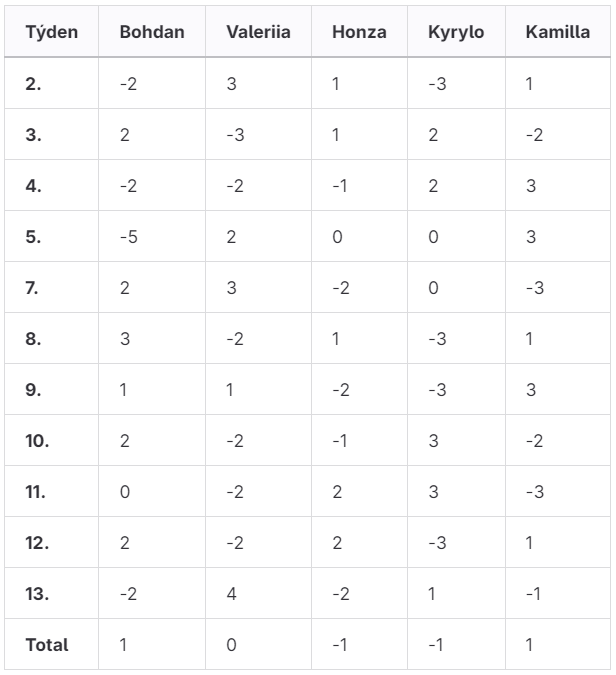 Týden Bohdan Valeriia Honza Kyrylo Kamilla
2. -2 3 1 -3 1
3. 2 -3 1 2 -2
4. -2 -2 -1 2 3
5. -5 2 0 0 3
7. 2 3 -2 0 -3
8. 3 -2 1 -3 1
9. 1 1 -2 -3 3
10. 2 -2 -1 3 -2
11. 0 -2 2 3 -3
12. 2 -2 2 -3 1
13. -2 4 -2 1 -1
Total 1 0 -1 -1 1